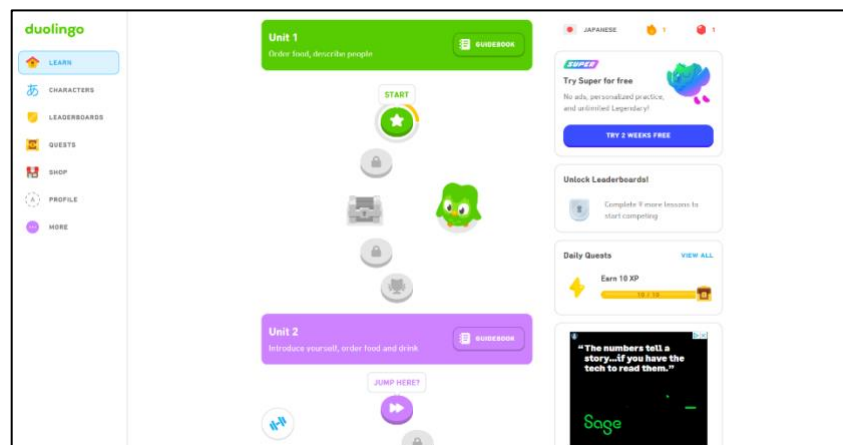 duolingo
LEARN
あ CHARACTERS
LEADERBOARDS
QUESTS
SHOP
A PROFILE
MORE
Unit 1
Order food, describe people
GUIDEBOOK
START
Unit 2
Introduce yourself, order food and drink
GUIDEBOOK
JUMP HERE?
JAPANESE 1 1
SUPER
Try Super for free
No ads, personalized practice,
and unlimited Legendary!
TRY 2 WEEKS FREE
Unlock Leaderboards!
Complete 9 more lessons to
start competing
Daily Quests VIEW ALL
Earn 10 XP
10 / 10
“The numbers tell a
story...if you have the
tech to read them.”
Sage